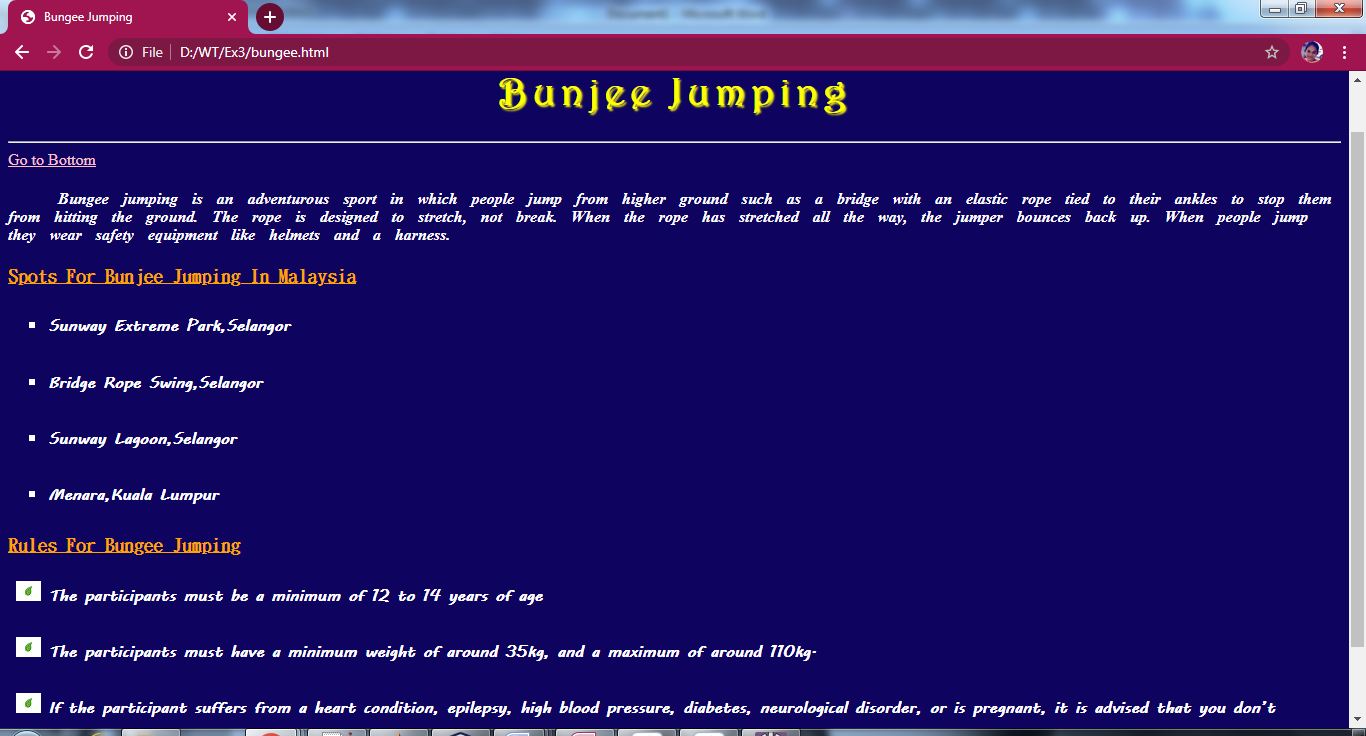 Bungee Jumping
File D:/WT/Ex3/bungee.html
Bunjee Jumping
Go to Bottom
Bungee jumping is an adventurous sport in which people jump from higher ground such as a bridge with an elastic rope tied to their ankles to stop them
from hitting the ground. The rope is designed to stretch, not break. When the rope has stretched all the way, the jumper bounces back up. When people jump
they wear safety equipment like helmets and a harness.
Spots For Bunjee Jumping In Malaysia
Sunway Extreme Park,Selangor
Bridge Rope Swing,Selangor
Sunway Lagoon,Selangor
Menara,Kuala Lumpur
Rules For Bungee Jumping
The participants must be a minimum of 12 to 14 years of age
The participants must have a minimum weight of around 35kg, and a maximum of around 110kg.
If the participant suffers from a heart condition, epilepsy, high blood pressure, diabetes, neurological disorder, or is pregnant, it is advised that you don't